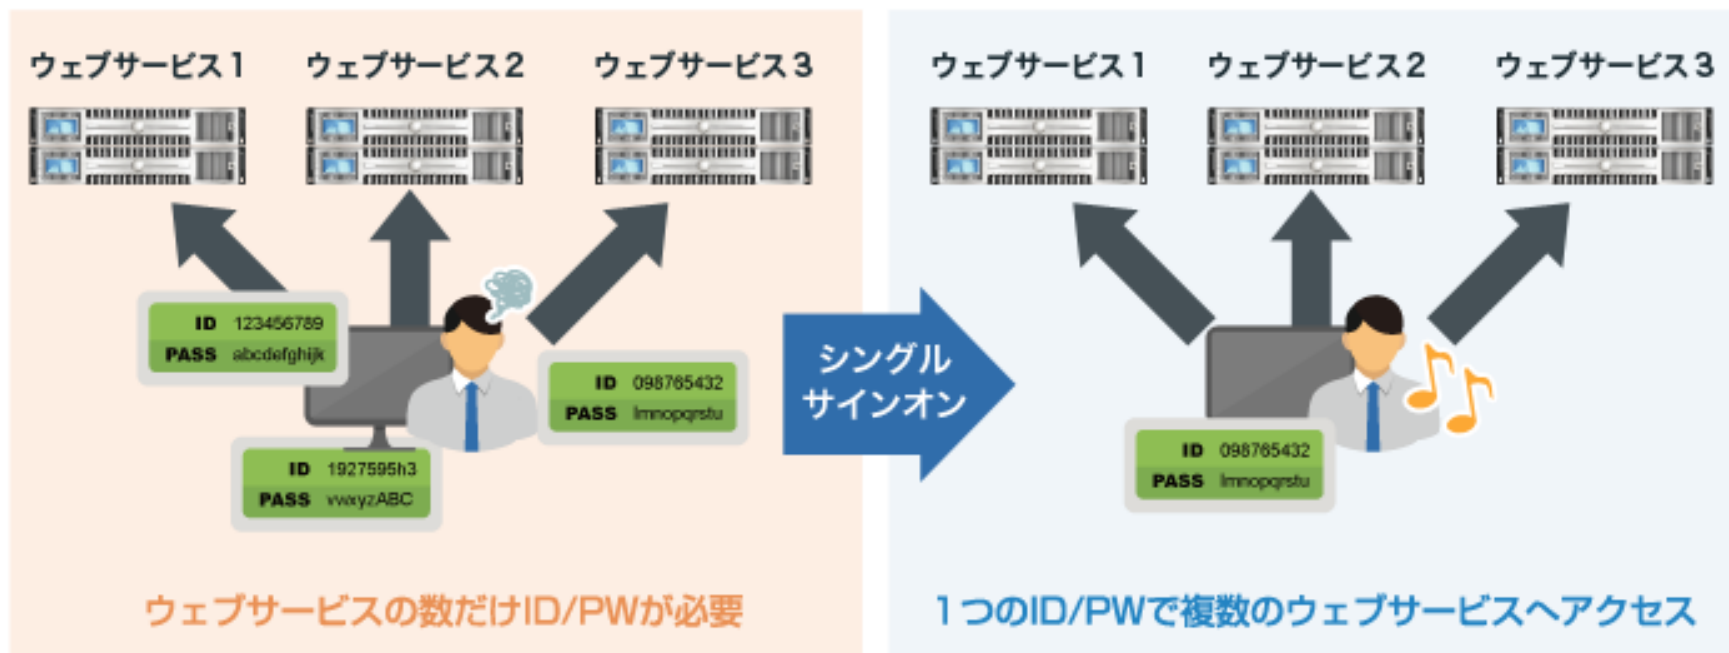 ウェブサービス1
ウェブサービス2
ウェブサービス3
ID 123456789
PASS abcdefghijk
ID 098765432
PASS lmnopqrstu
ID 1927595h3
PASS vwxyzABC
ウェブサービスの数だけID/PWが必要
シングル
サインオン
ウェブサービス1
ウェブサービス2
ウェブサービス3
ID 098765432
PASS lmnopqrstu
1つのID/PWで複数のウェブサービスへアクセス